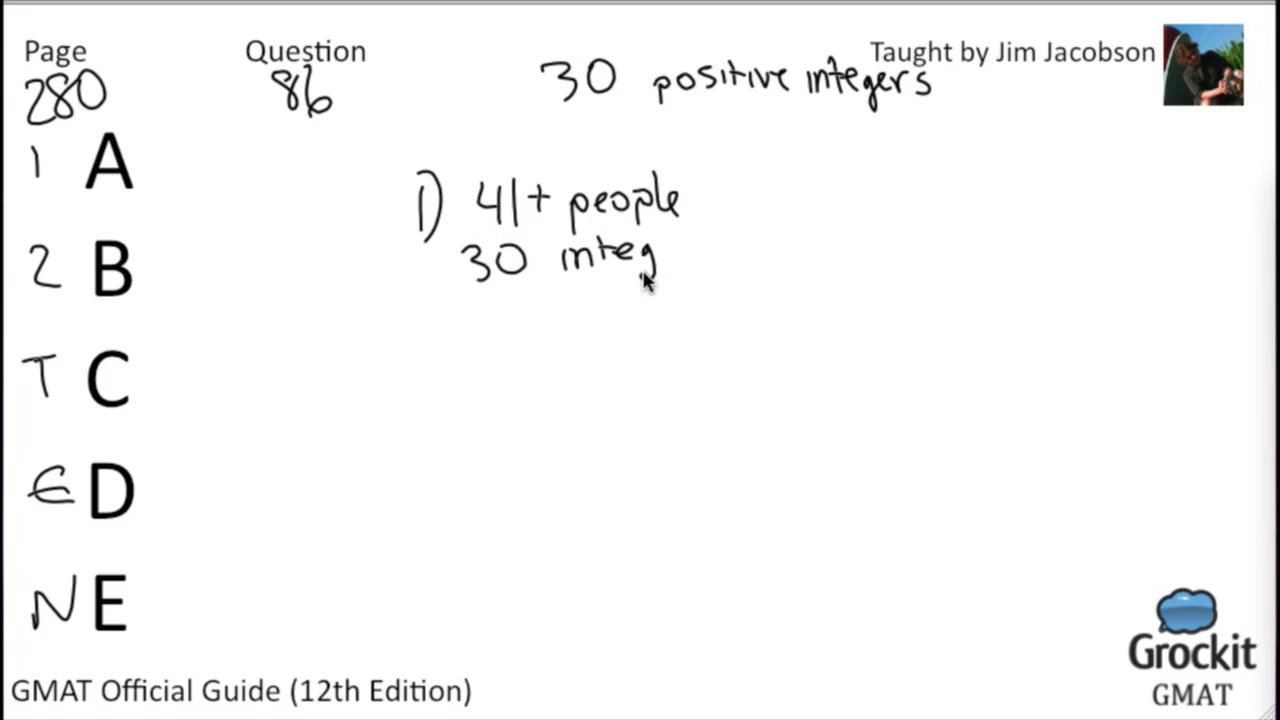 Page Question Taught by Jim Jacobson
280 86 30 positive integers
1 A
1) 41+ people
30 integ
2 B
T C
E D
N E
GMAT Official Guide (12th Edition)
Grockit
GMAT